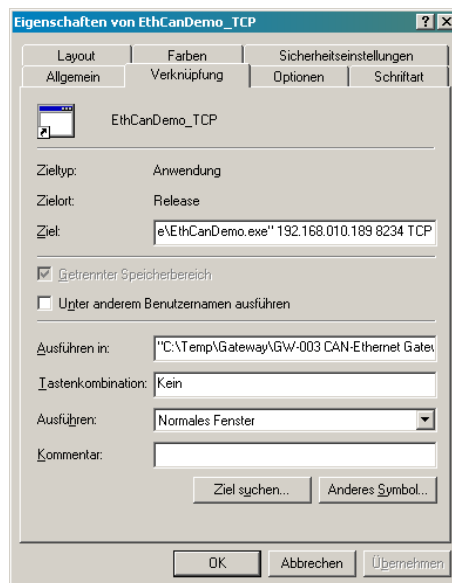 Eigenschaften von EthCanDemo_TCP
Layout Farben Sicherheitseinstellungen
Allgemein Verknüpfung Optionen Schriftart
EthCanDemo_TCP
Zieltyp: Anwendung
Zielort: Release
Ziel: e\EthCanDemo.exe" 192.168.010.189 8234 TCP
Getrennter Speicherbereich
Unter anderem Benutzernamen ausführen
Ausführen in: "C:\Temp\Gateway\GW-003 CAN-Ethernet Gatew
Tastenkombination: Kein
Ausführen: Normales Fenster
Kommentar:
Ziel suchen... Anderes Symbol...
OK Abbrechen Übernehmen